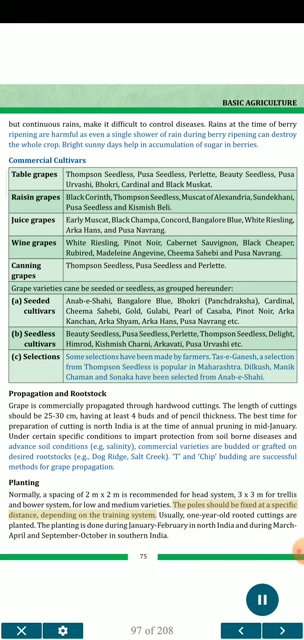 BASIC AGRICULTURE
but continuous rains, make it difficult to control diseases. Rains at the time of berry
ripening are harmful as even a single shower of rain during berry ripening can destroy
the whole crop. Bright sunny days help in accumulation of sugar in berries.
Commercial Cultivars
Table grapes Thompson Seedless, Pusa Seedless, Perlette, Beauty Seedless, Pusa
Urvashi, Bhokri, Cardinal and Black Muskat.
Raisin grapes Black Corinth, Thompson Seedless, Muscat of Alexandria, Sundekhani,
Pusa Seedless and Kismish Beli.
Juice grapes Early Muscat, Black Champa, Concord, Bangalore Blue, White Riesling,
Arka Hans, and Pusa Navrang.
Wine grapes White Riesling, Pinot Noir, Cabernet Sauvignon, Black Cheaper,
Rubired, Madeleine Angevine, Cheema Sahebi and Pusa Navrang.
Canning Thompson Seedless, Pusa Seedless and Perlette.
grapes
Grape varieties cane be seeded or seedless, as grouped hereunder:
(a) Seeded Anab-e-Shahi, Bangalore Blue, Bhokri (Panchdraksha), Cardinal,
cultivars Cheema Sahebi, Gold, Gulabi, Pearl of Casaba, Pinot Noir, Arka
Kanchan, Arka Shyam, Arka Hans, Pusa Navrang etc.
(b) Seedless Beauty Seedless, Pusa Seedless, Perlette, Thompson Seedless, Delight,
cultivars Himrod, Kishmish Charni, Arkavati, Pusa Urvashi etc.
(c) Selections Some selections have been made by farmers. Tas-e-Ganesh, a selection
from Thompson Seedless is popular in Maharashtra. Dilkush, Manik
Chaman and Sonaka have been selected from Anab-e-Shahi.
Propagation and Rootstock
Grape is commercially propagated through hardwood cuttings. The length of cuttings
should be 25-30 cm, having at least 4 buds and of pencil thickness. The best time for
preparation of cutting is north India is at the time of annual pruning in mid-January.
Under certain specific conditions to impart protection from soil borne diseases and
advance soil conditions (e.g, salinity), commercial varieties are budded or grafted on
desired rootstocks (e.g., Dog Ridge, Salt Creek). 'T' and 'Chip' budding are successful
methods for grape propagation.
Planting
Normally, a spacing of 2 m x 2 m is recommended for head system, 3 x 3 m for trellis
and bower system, for low and medium varieties. The poles should be fixed at a specific
distance, depending on the training system. Usually, one-year-old rooted cuttings are
planted. The planting is done during January-February in north India and during March-
April and September-October in southern India.
75
97 of 208